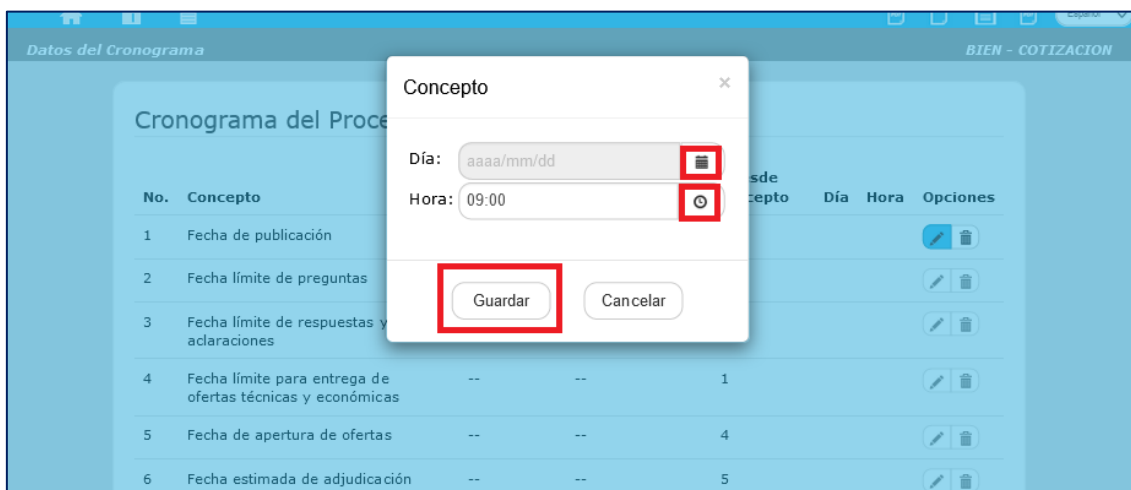 Español
Datos del Cronograma
BIEN - COTIZACION
Concepto
×
Cronograma del Proce
Día: aaaa/mm/dd
Hora: 09:00
sde
No. Concepto cepto Día Hora Opciones
1 Fecha de publicación
2 Fecha límite de preguntas
Guardar Cancelar
3 Fecha límite de respuestas y
aclaraciones
4 Fecha límite para entrega de -- -- 1
ofertas técnicas y económicas
5 Fecha de apertura de ofertas -- -- 4
6 Fecha estimada de adjudicación -- -- 5